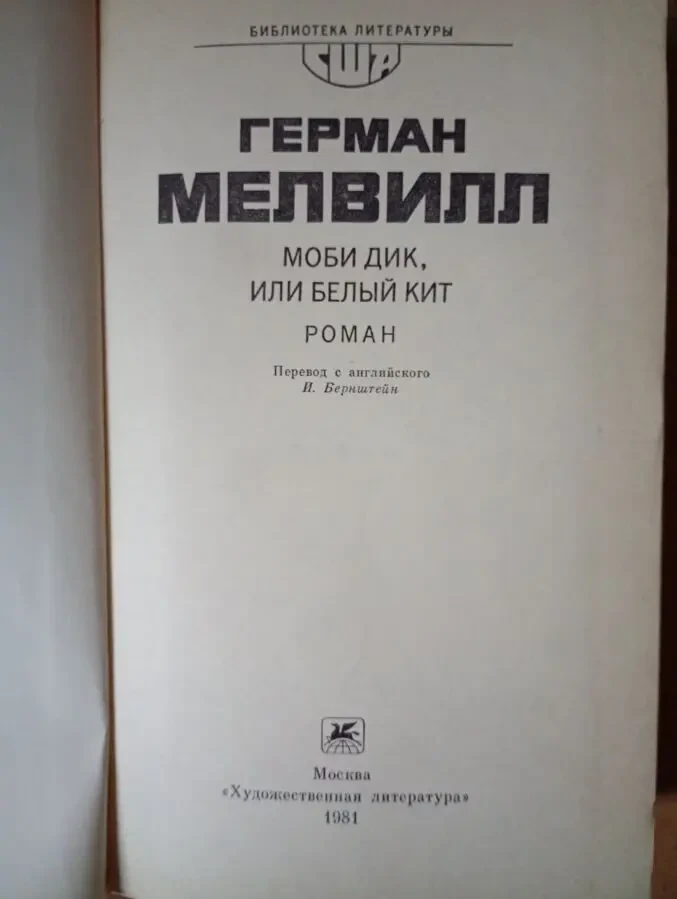 БИБЛИОТЕКА ЛИТЕРАТУРЫ
США
ГЕРМАН
МЕЛВИЛЛ
МОБИ ДИК,
ИЛИ БЕЛЫЙ КИТ
РОМАН
Перевод с английского
И. Бернштейн
Москва
«Художественная литература»
1981